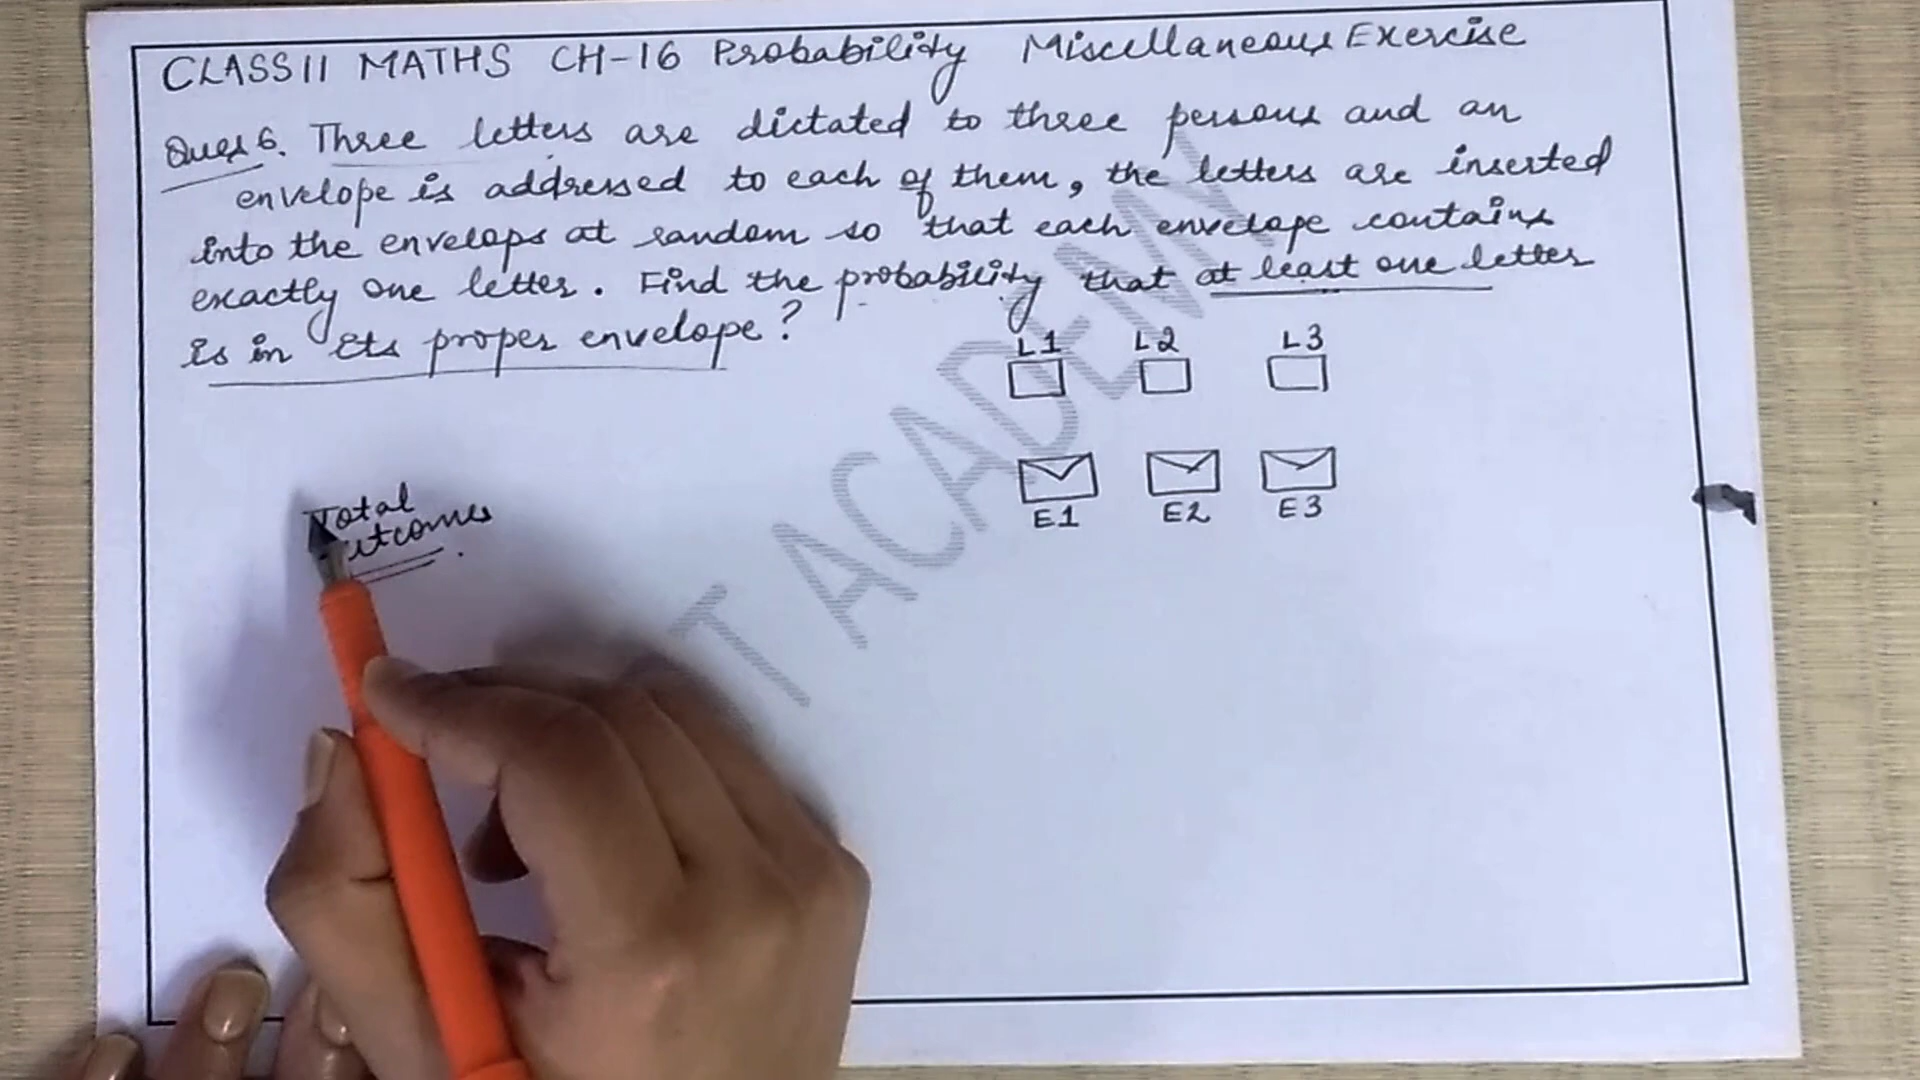 CLASS 11 MATHS CH-16 Probability Miscellaneous Exercise
Ques 6. Three letters are dictated to three persons and an
envelope is addressed to each of them, the letters are inserted
into the envelops at random so that each envelope contains
exactly one letter. Find the probability that at least one letter
is in its proper envelope?
L1 L2 L3
E1 E2 E3
Total
outcomes.
T ACADEMY